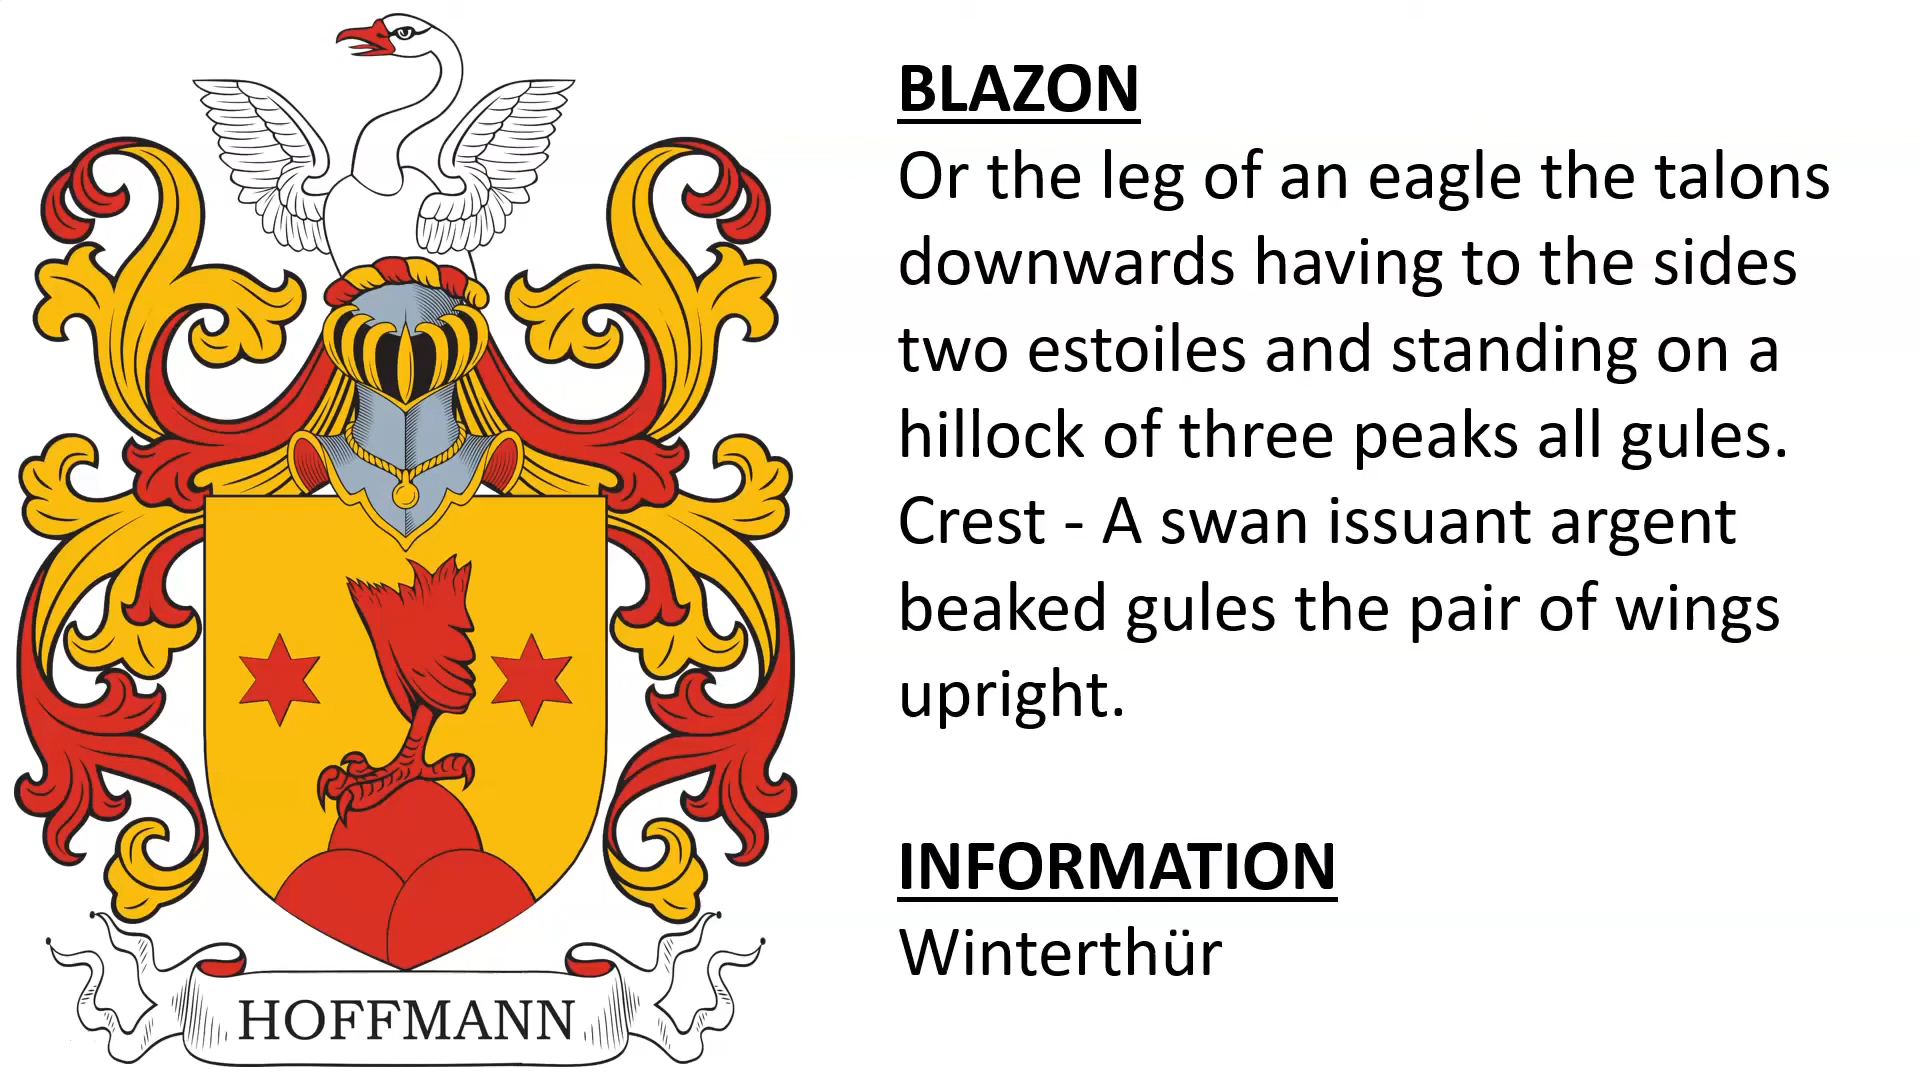 BLAZON
Or the leg of an eagle the talons
downwards having to the sides
two estoiles and standing on a
hillock of three peaks all gules.
Crest - A swan issuant argent
beaked gules the pair of wings
upright.
INFORMATION
Winterthür
HOFFMANN